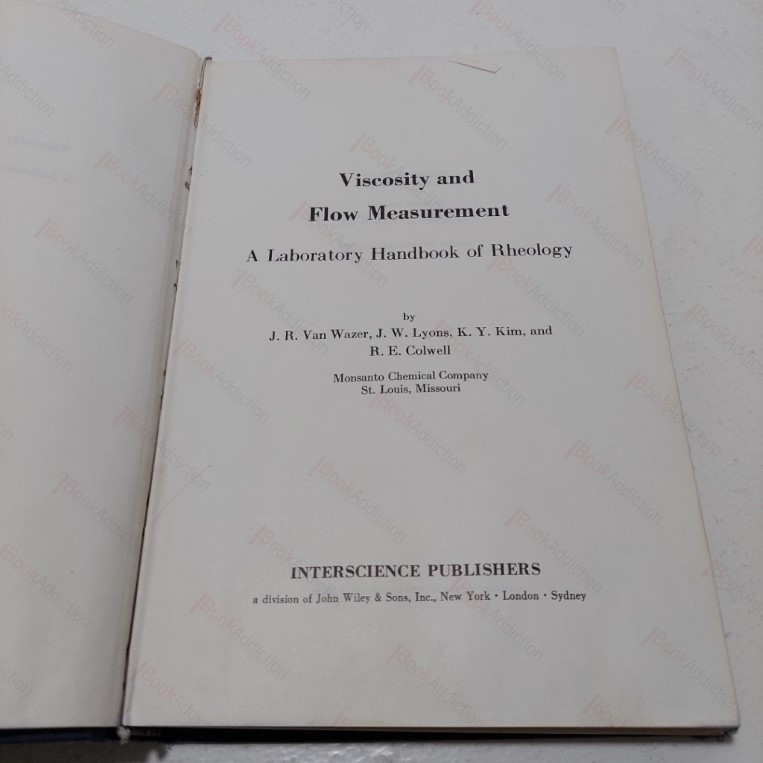 Viscosity and
Flow Measurement
A Laboratory Handbook of Rheology
by
J. R. Van Wazer, J. W. Lyons, K. Y. Kim, and
R. E. Colwell
Monsanto Chemical Company
St. Louis, Missouri
INTERSCIENCE PUBLISHERS
a division of John Wiley & Sons, Inc., New York · London · Sydney
BookAddiction